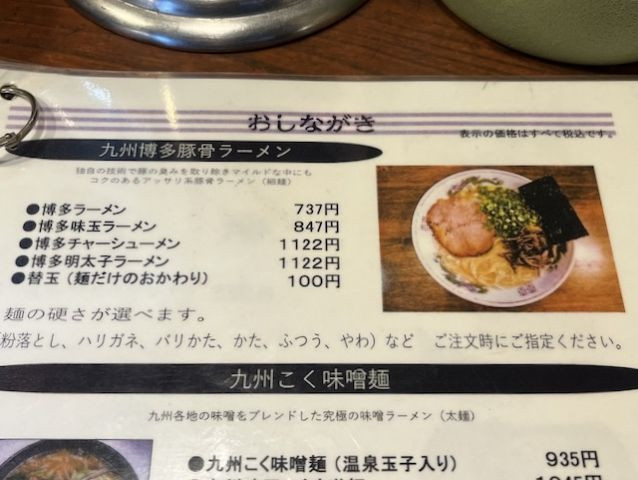 おしながき
表示の価格はすべて税込です。
九州博多豚骨ラーメン
独自の技術で豚の臭みを取り除きマイルドな中にも
コクのあるアッサリ系豚骨ラーメン(細麺)
●博多ラーメン 737円
●博多味玉ラーメン 847円
●博多チャーシューメン 1122円
●博多明太子ラーメン 1122円
●替玉(麺だけのおかわり) 100円
麺の硬さが選べます。
粉落とし、ハリガネ、バリかた、かた、ふつう、やわ)など ご注文時にご指定ください。
九州こく味噌麺
九州各地の味噌をブレンドした究極の味噌ラーメン(太麺)
●九州こく味噌麺(温泉玉子入り) 935円